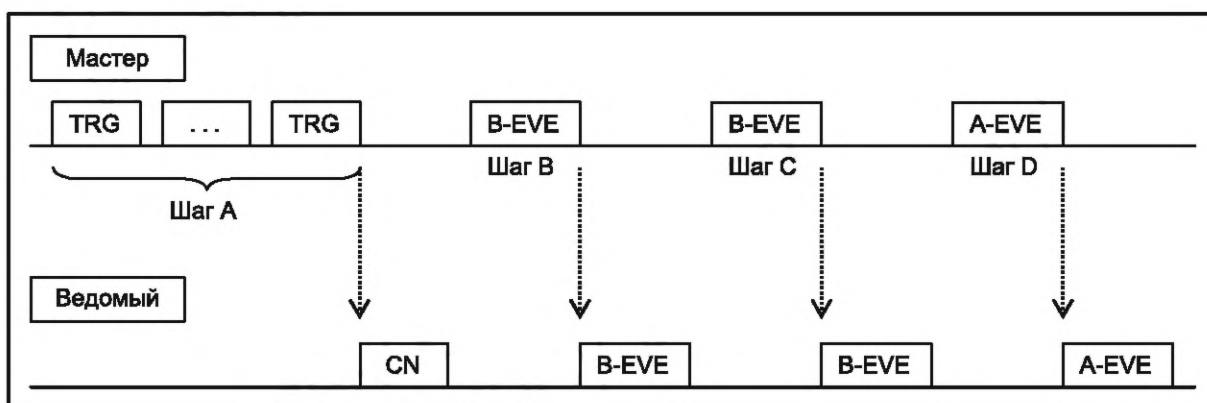 Мастер
TRG ... TRG B-EVE B-EVE A-EVE
Шаг B Шаг C Шаг D
Шаг A
Ведомый
CN B-EVE B-EVE A-EVE